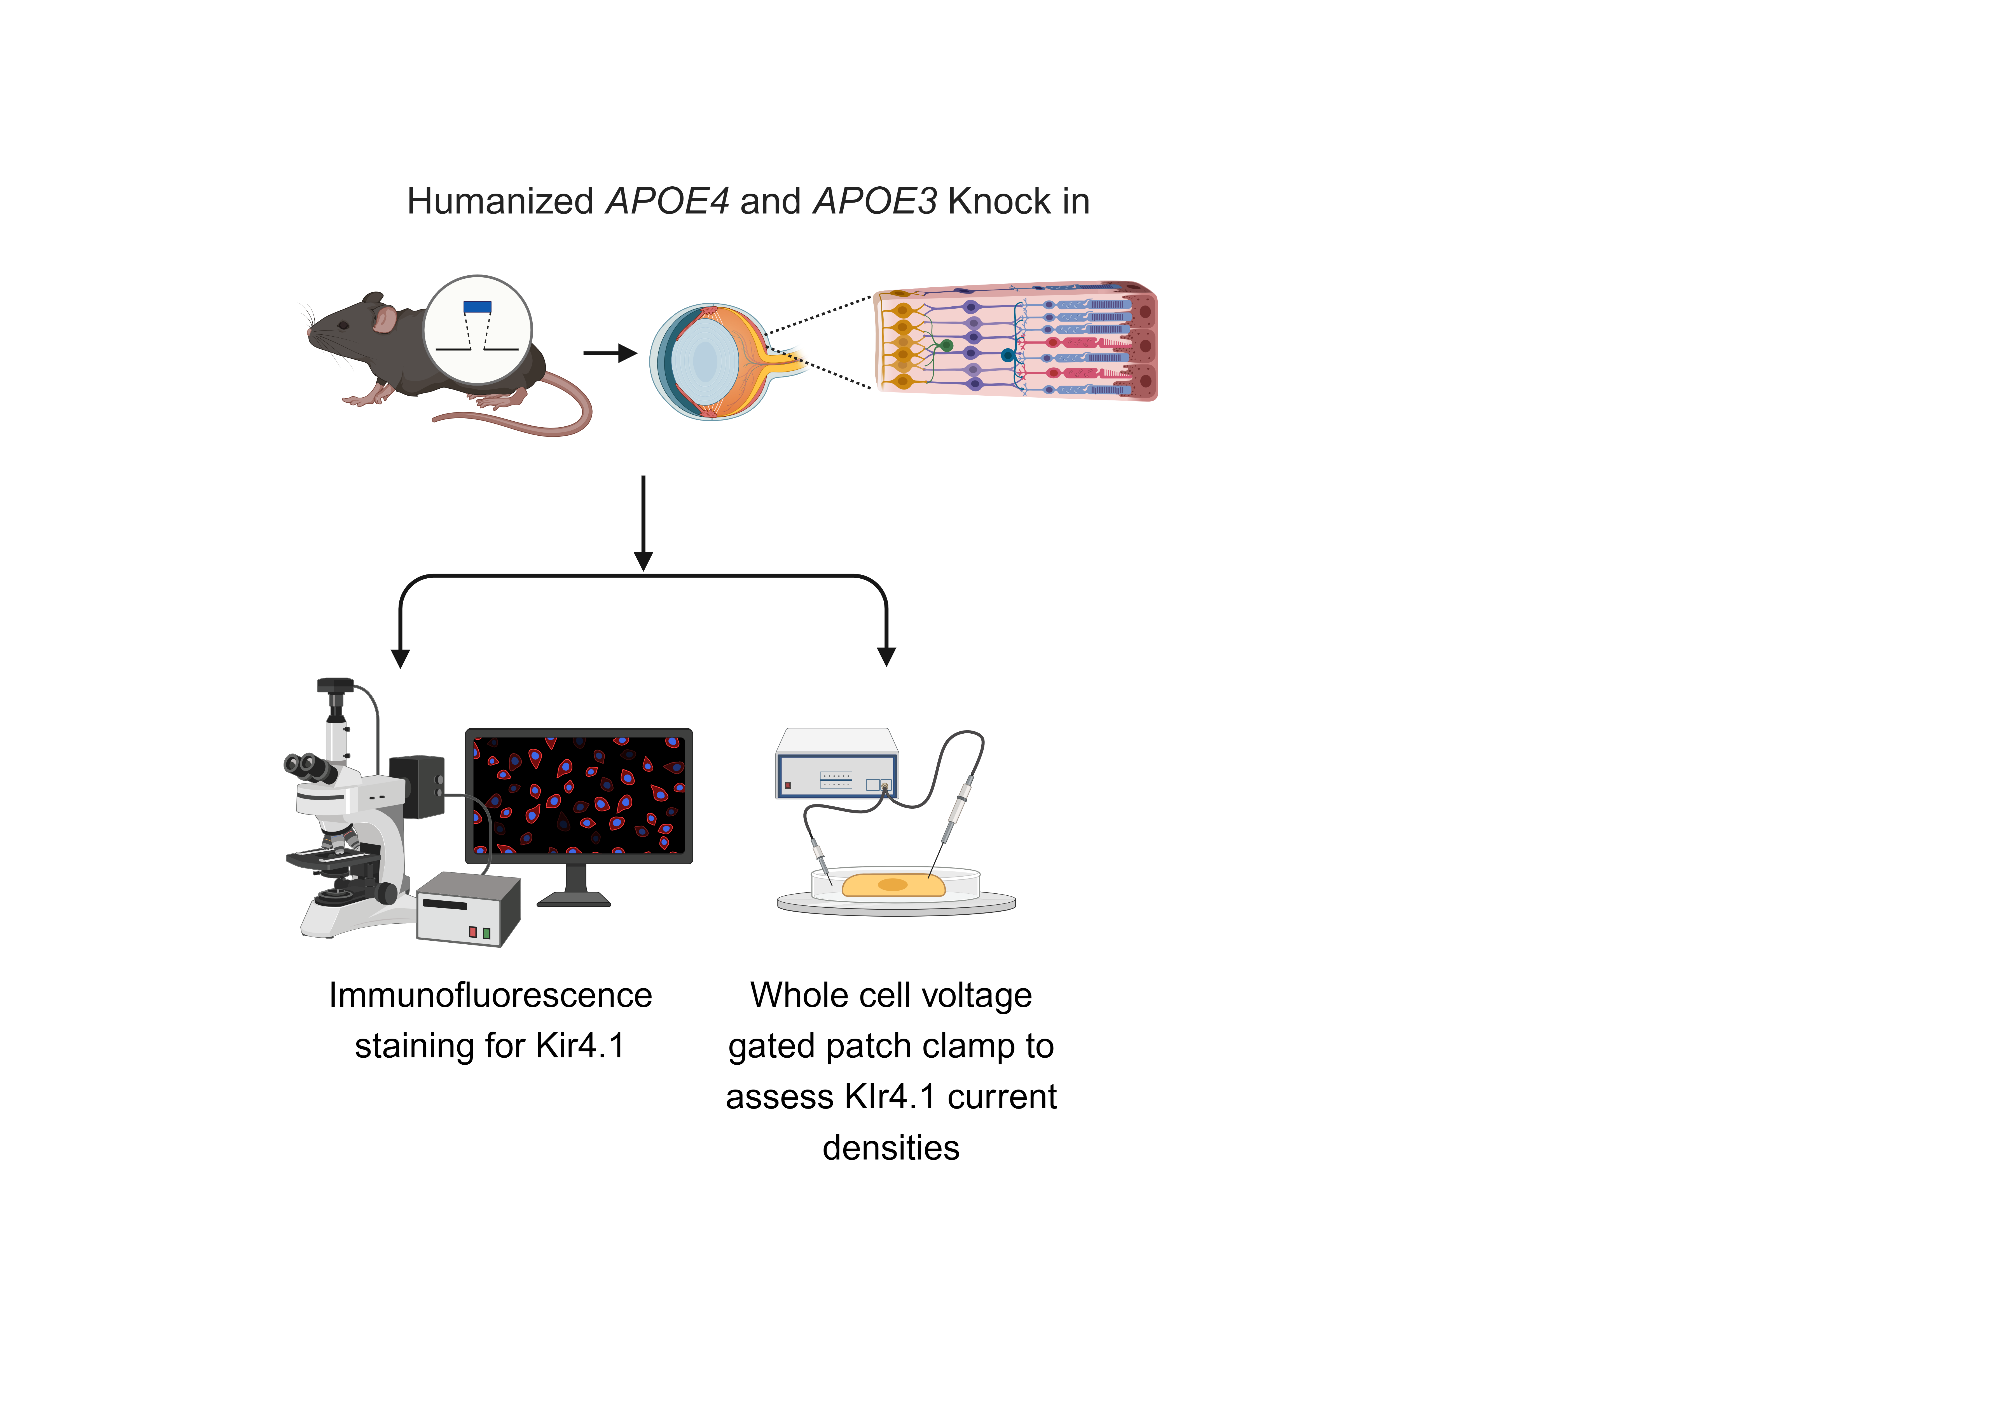 Humanized APOE4 and APOE3 Knock in
Immunofluorescence
staining for Kir4.1
Whole cell voltage
gated patch clamp to
assess KIr4.1 current
densities